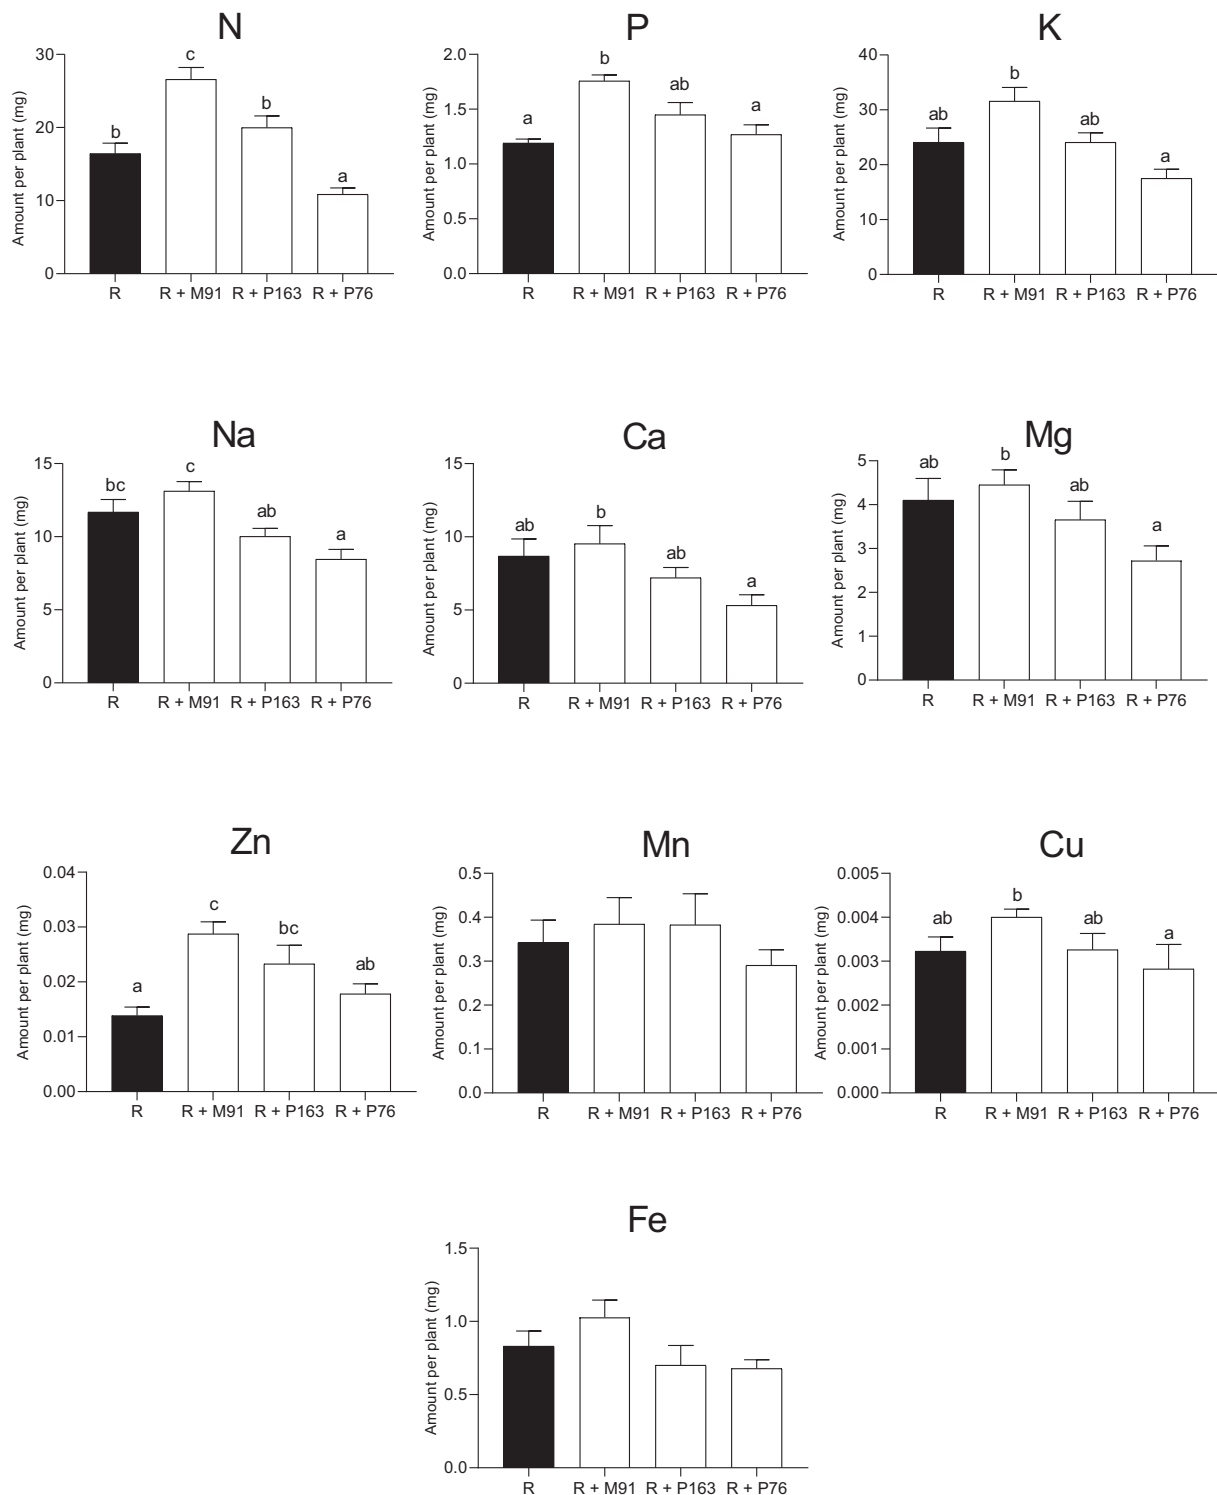 N
P
K
30
20
10
0
Amount per plant (mg)
b
c
b
a
R
R + M91
R + P163
R + P76
2.0
1.5
1.0
0.5
0.0
Amount per plant (mg)
a
b
ab
a
R
R + M91
R + P163
R + P76
40
30
20
10
0
Amount per plant (mg)
ab
b
ab
a
R
R + M91
R + P163
R + P76
Na
Ca
Mg
15
10
5
0
Amount per plant (mg)
bc
c
ab
a
R
R + M91
R + P163
R + P76
15
10
5
0
Amount per plant (mg)
ab
b
ab
a
R
R + M91
R + P163
R + P76
5
4
3
2
1
0
Amount per plant (mg)
ab
b
ab
a
R
R + M91
R + P163
R + P76
Zn
Mn
Cu
0.04
0.03
0.02
0.01
0.00
Amount per plant (mg)
a
c
bc
ab
R
R + M91
R + P163
R + P76
0.5
0.4
0.3
0.2
0.1
0.0
Amount per plant (mg)
R
R + M91
R + P163
R + P76
0.005
0.004
0.003
0.002
0.001
0.000
Amount per plant (mg)
ab
b
ab
a
R
R + M91
R + P163
R + P76
Fe
1.5
1.0
0.5
0.0
Amount per plant (mg)
R
R + M91
R + P163
R + P76